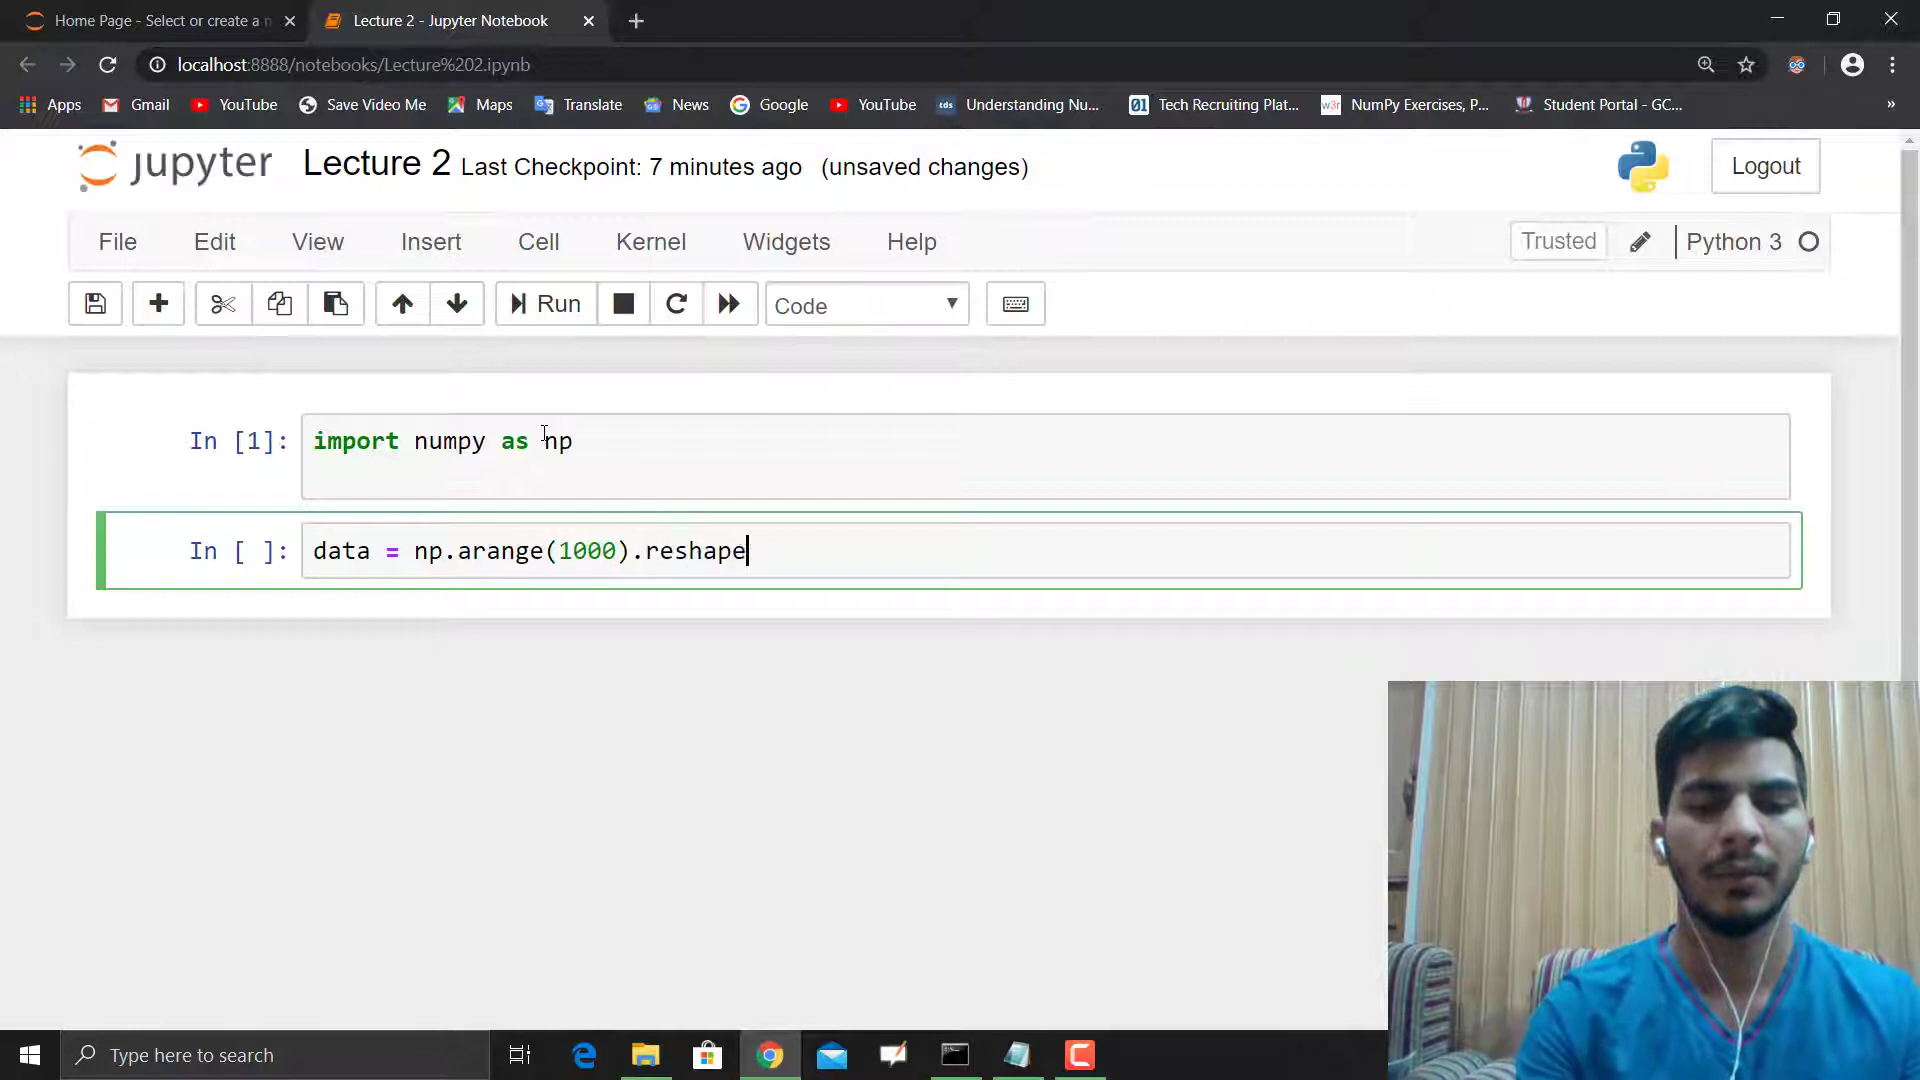 Home Page - Select or create a n
Lecture 2 - Jupyter Notebook
localhost:8888/notebooks/Lecture%202.ipynb
Apps Gmail YouTube Save Video Me Maps Translate News Google YouTube tds Understanding Nu... 01 Tech Recruiting Plat... w3r NumPy Exercises, P... Student Portal - GC... »
jupyter Lecture 2 Last Checkpoint: 7 minutes ago (unsaved changes) Logout
File Edit View Insert Cell Kernel Widgets Help Trusted Python 3
Run Code
In [1]: import numpy as np
In [ ]: data = np.arange(1000).reshape
Type here to search